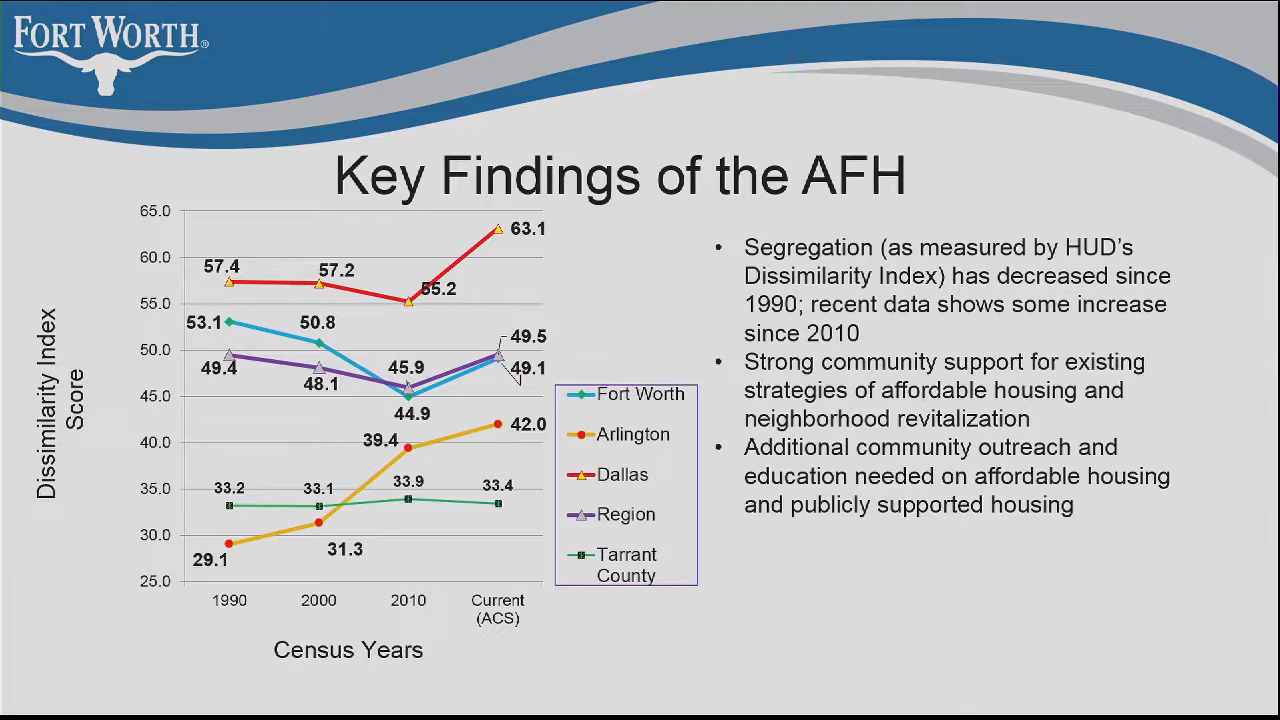 FORT WORTH®
Key Findings of the AFH
Dissimilarity Index
Score
65.0
60.0
55.0
50.0
45.0
40.0
35.0
30.0
25.0
57.4
57.2
55.2
63.1
53.1
50.8
44.9
49.1
49.4
48.1
45.9
49.5
29.1
31.3
39.4
42.0
33.2
33.1
33.9
33.4
1990
2000
2010
Current
(ACS)
Census Years
Fort Worth
Arlington
Dallas
Region
Tarrant
County
• Segregation (as measured by HUD’s
Dissimilarity Index) has decreased since
1990; recent data shows some increase
since 2010
• Strong community support for existing
strategies of affordable housing and
neighborhood revitalization
• Additional community outreach and
education needed on affordable housing
and publicly supported housing